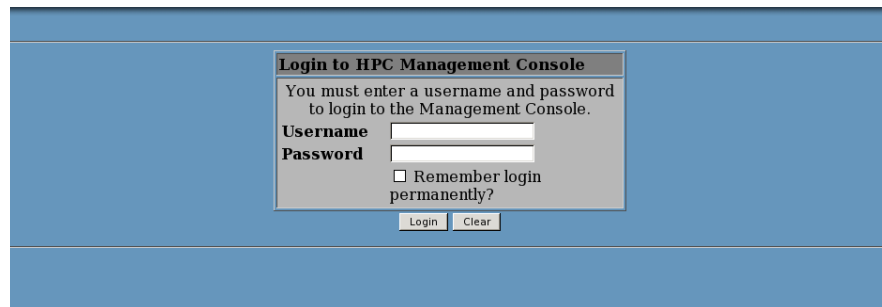 Login to HPC Management Console
You must enter a username and password
to login to the Management Console.
Username
Password
Remember login
permanently?
Login Clear